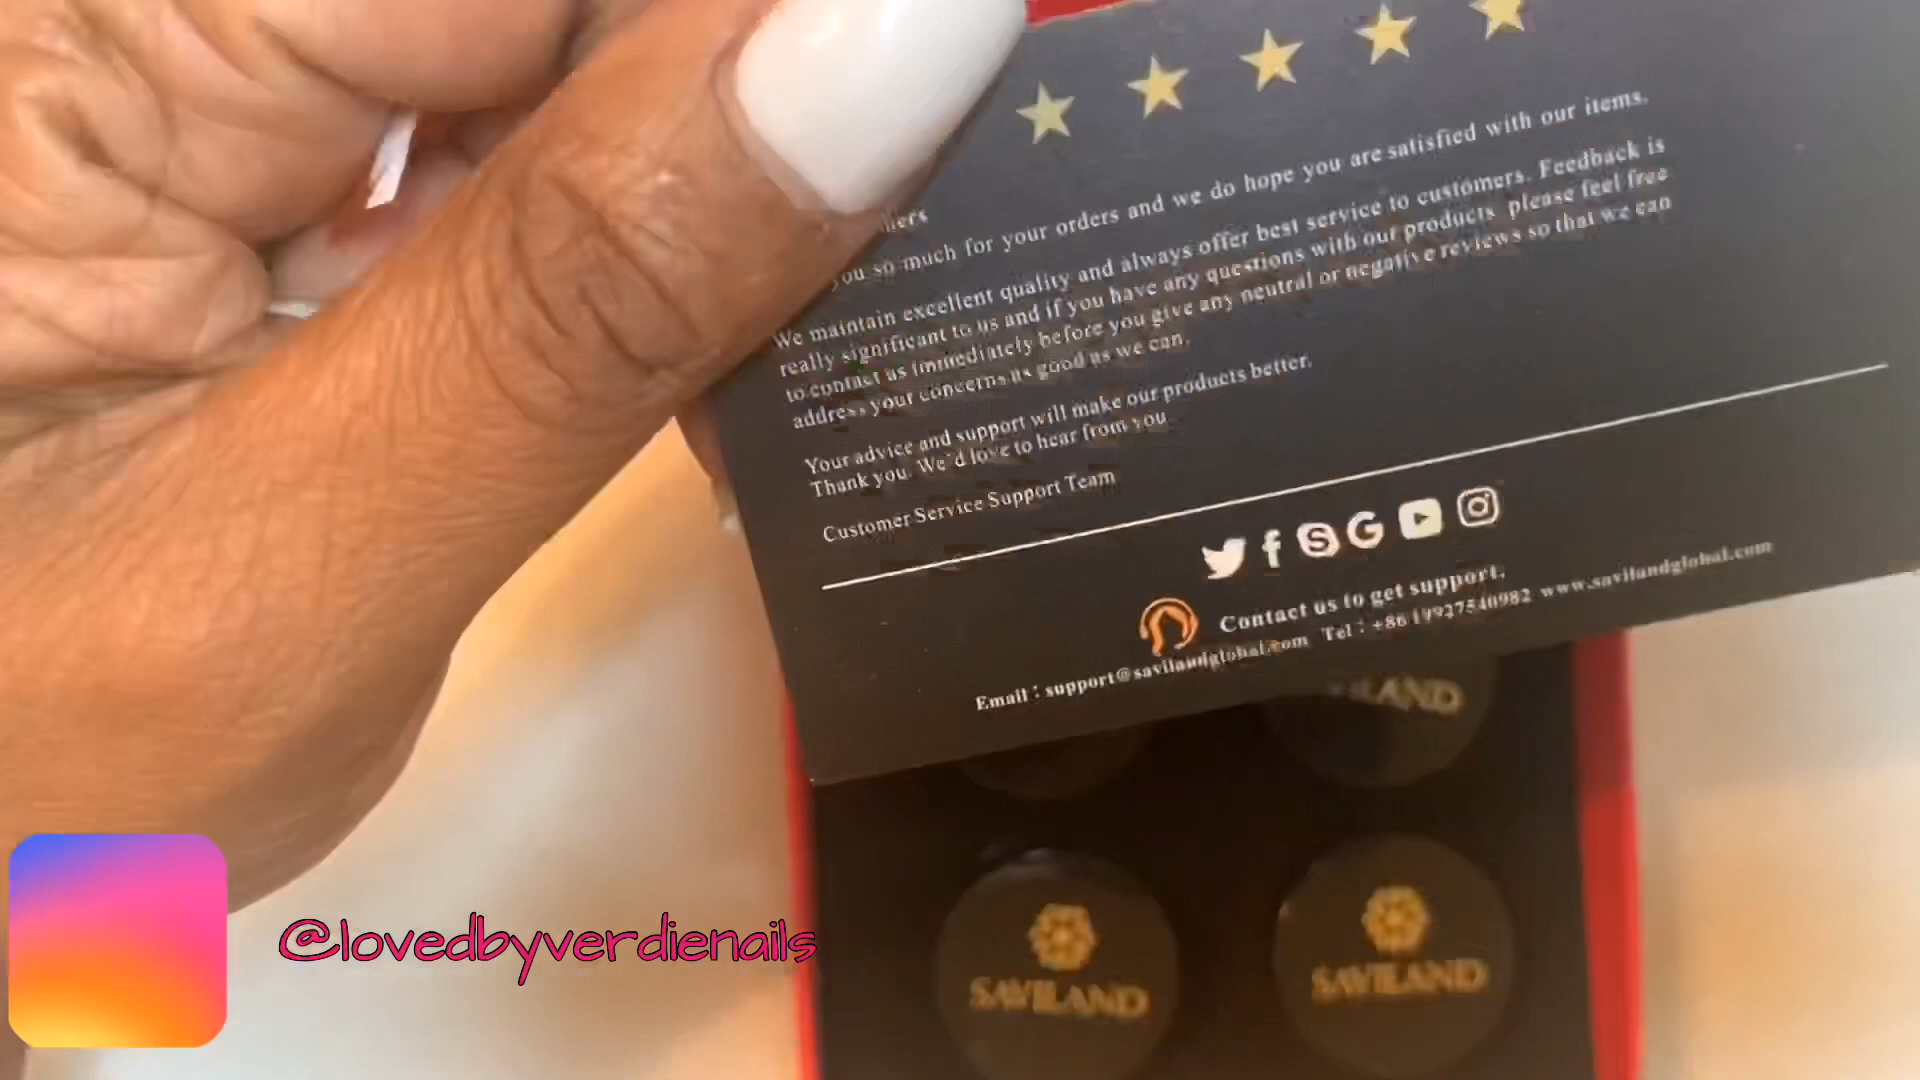 you so much for your orders and we do hope you are satisfied with our items.
We maintain excellent quality and always offer best service to customers. Feedback is
really significant to us and if you have any questions with our products please feel free
to contact us immediately before you give any neutral or negative reviews so that we can
address your concerns as good as we can.
Your advice and support will make our products better.
Thank you. We'd love to hear from you
Customer Service Support Team
Contact us to get support.
Email : support@savilandglobal.com Tel : +86 19927540982 www.savilandglobal.com
SAVILAND
SAVILAND
@lovedbyverdienails